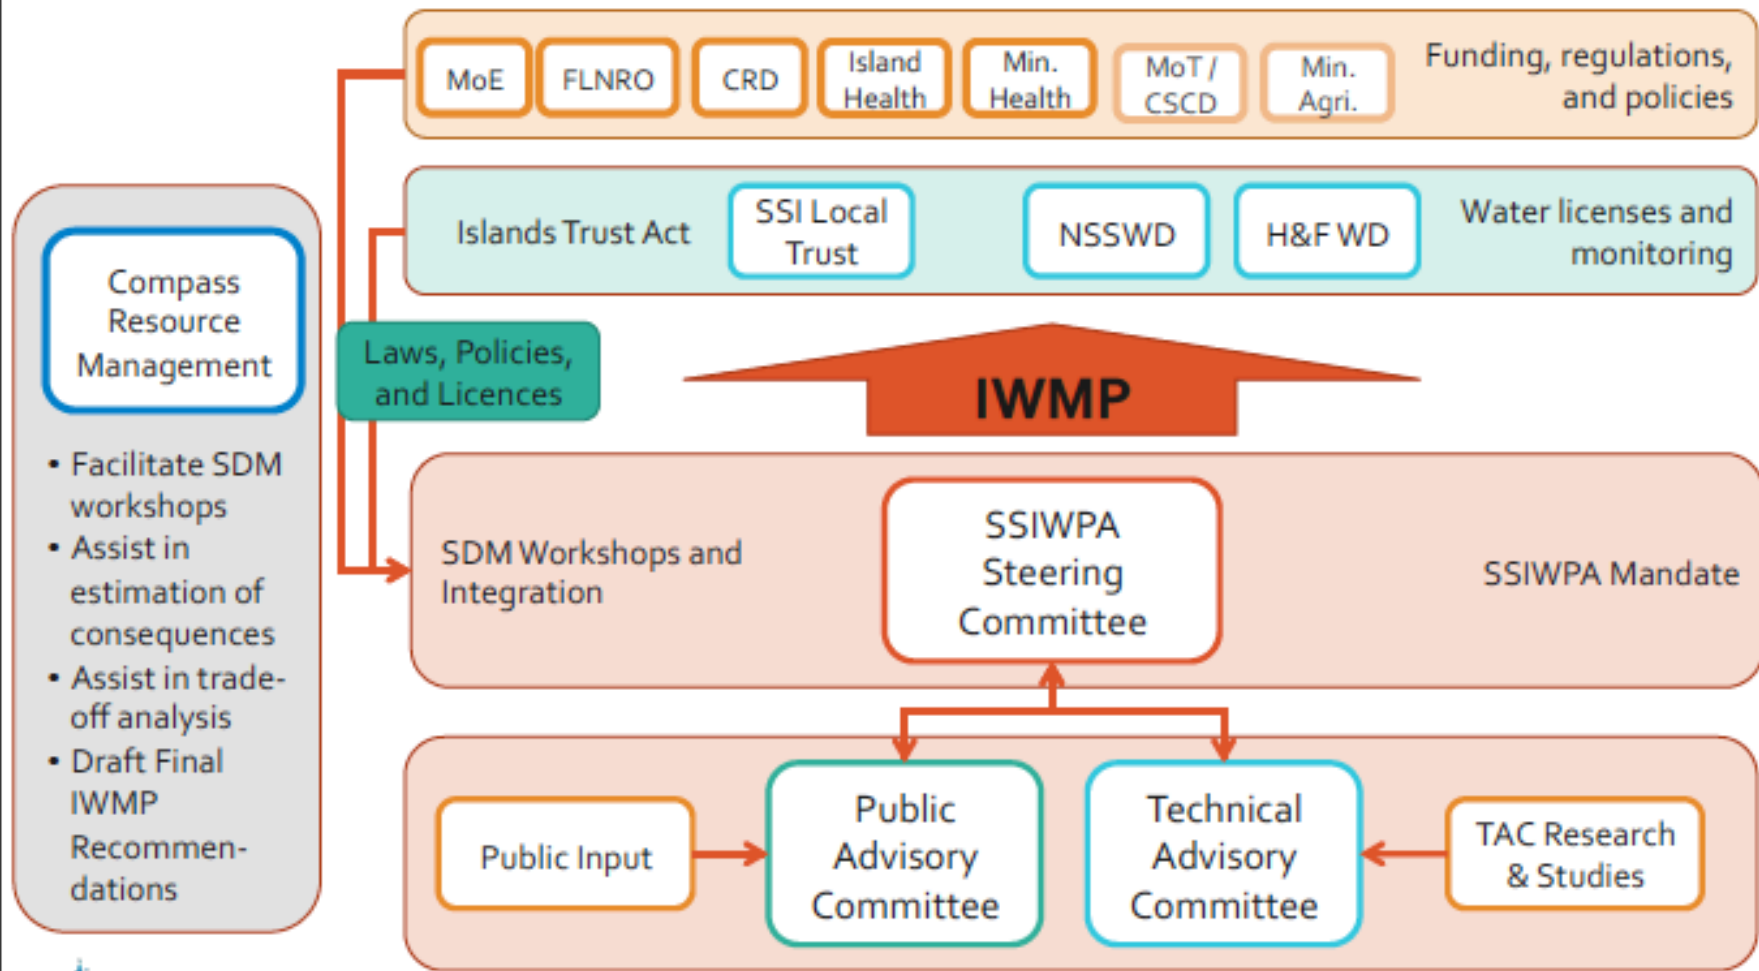 MoE
FLNRO
CRD
Island
Health
Min.
Health
MoT /
CSCD
Min.
Agri.
Funding, regulations,
and policies
Islands Trust Act
SSI Local
Trust
NSSWD
H&F WD
Water licenses and
monitoring
Compass
Resource
Management
• Facilitate SDM
workshops
• Assist in
estimation of
consequences
• Assist in trade-
off analysis
• Draft Final
IWMP
Recommen-
dations
Laws, Policies,
and Licences
IWMP
SDM Workshops and
Integration
SSIWPA
Steering
Committee
SSIWPA Mandate
Public Input
Public
Advisory
Committee
Technical
Advisory
Committee
TAC Research
& Studies